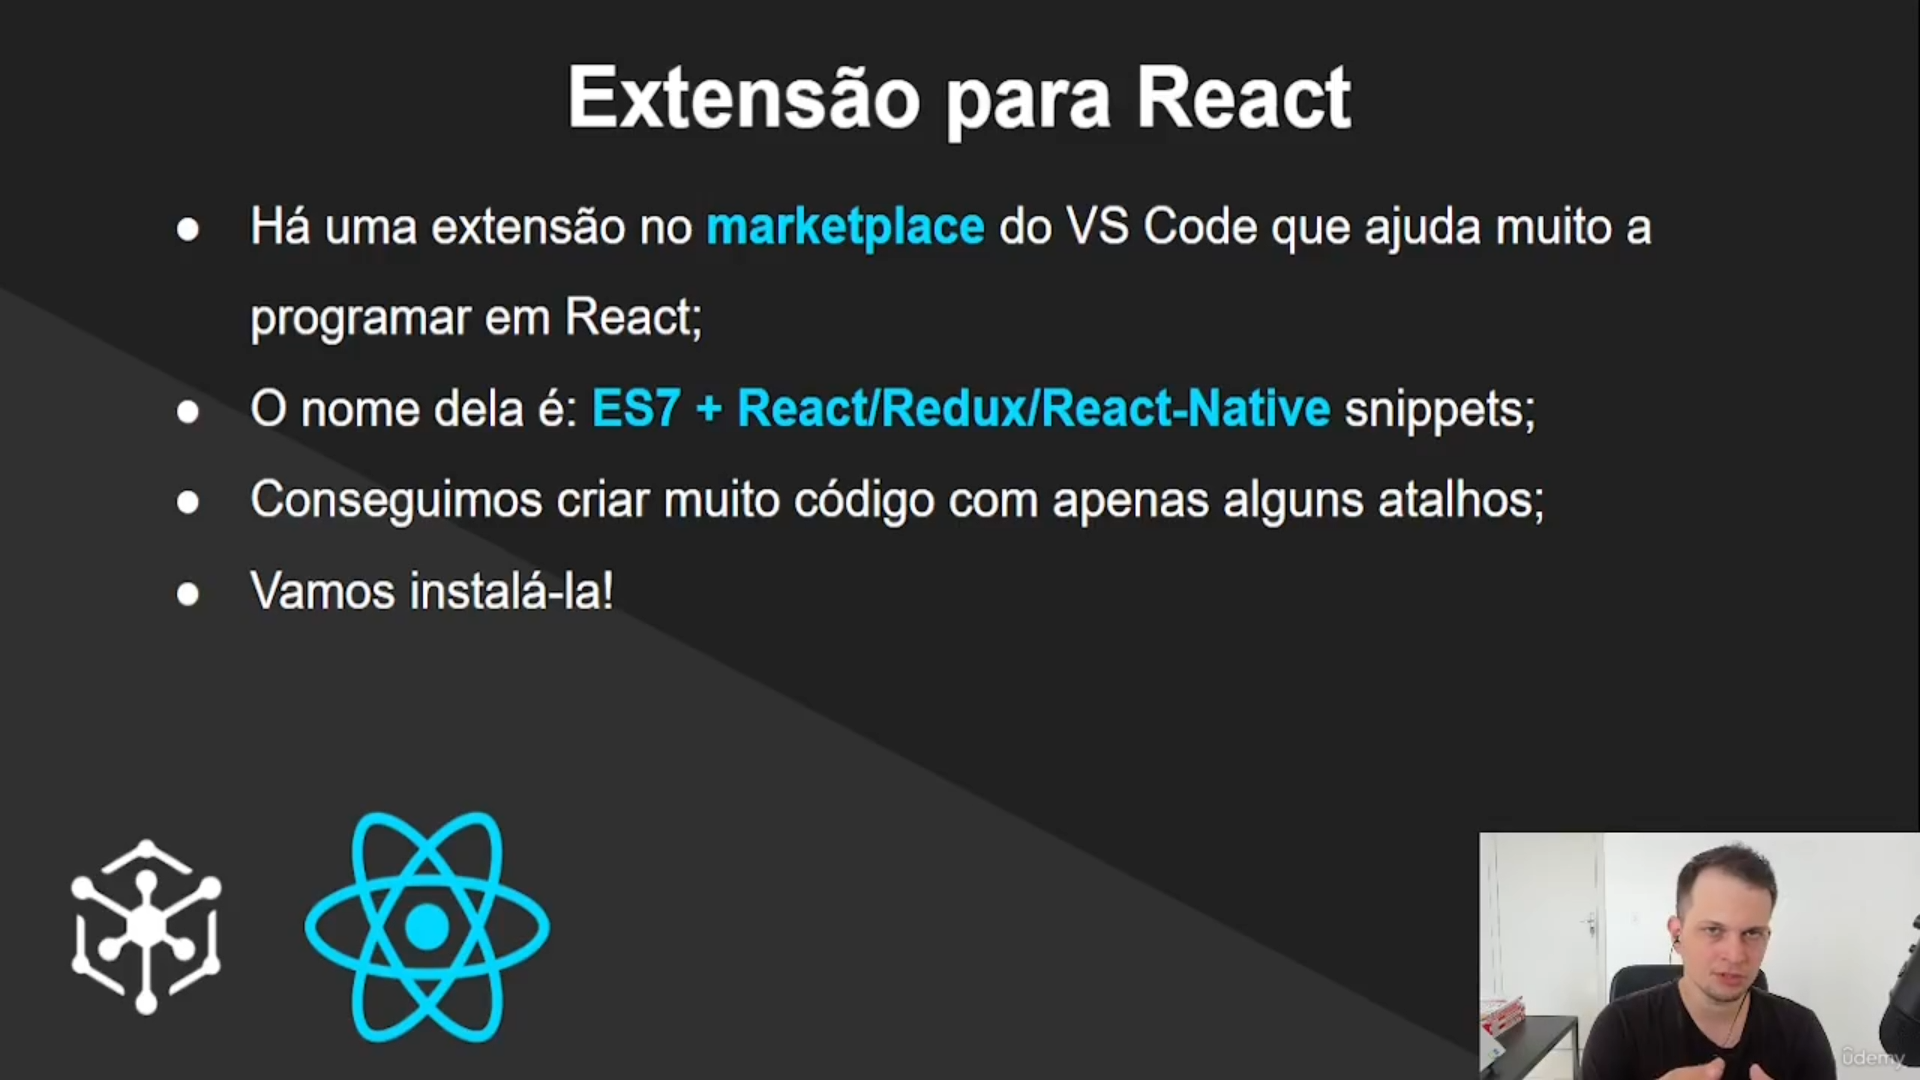 Extensão para React
● Há uma extensão no marketplace do VS Code que ajuda muito a
programar em React;
● O nome dela é: ES7 + React/Redux/React-Native snippets;
● Conseguimos criar muito código com apenas alguns atalhos;
● Vamos instalá-la!
ûdemy